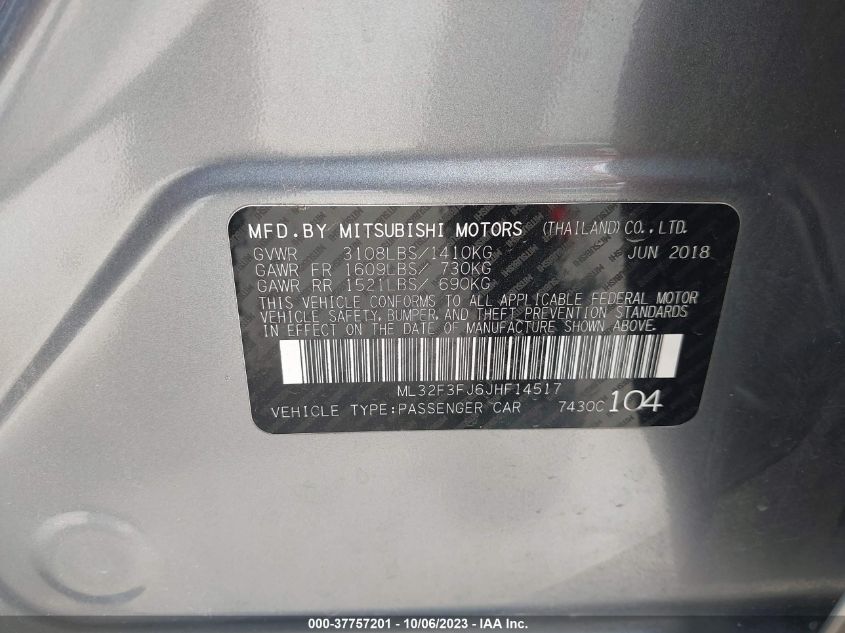 MFD.BY MITSUBISHI MOTORS (THAILAND)CO.,LTD.
GVWR 3108LBS/1410KG JUN 2018
GAWR FR 1609LBS/ 730KG
GAWR RR 1521LBS/ 690KG
THIS VEHICLE CONFORMS TO ALL APPLICABLE FEDERAL MOTOR
VEHICLE SAFETY, BUMPER, AND THEFT PREVENTION STANDARDS
IN EFFECT ON THE DATE OF MANUFACTURE SHOWN ABOVE.
ML32F3FJ6JHF14517
VEHICLE TYPE:PASSENGER CAR 7430C 104
000-37757201 - 10/06/2023 - IAA Inc.